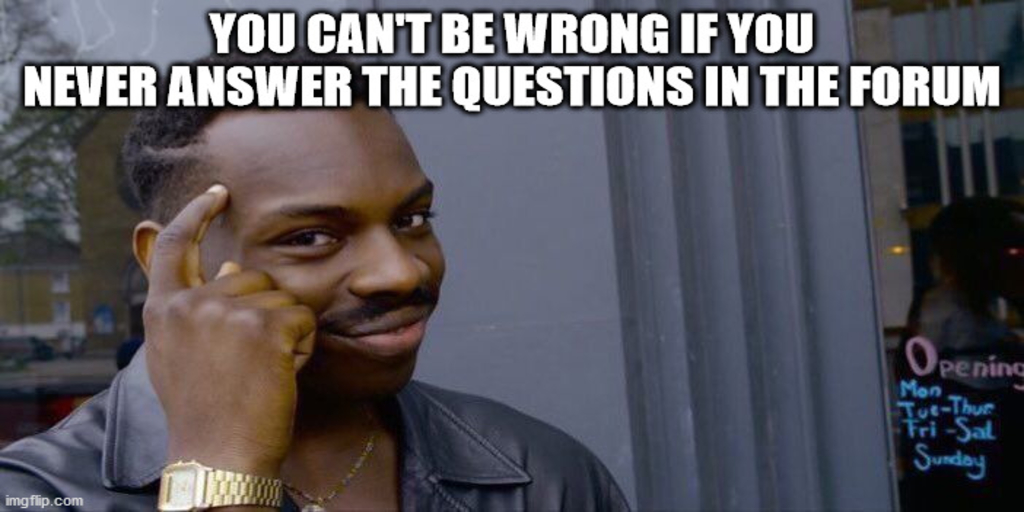 YOU CAN'T BE WRONG IF YOU
NEVER ANSWER THE QUESTIONS IN THE FORUM
Opening
Mon
Tue-Thur
Fri-Sat
Sunday
imgflip.com